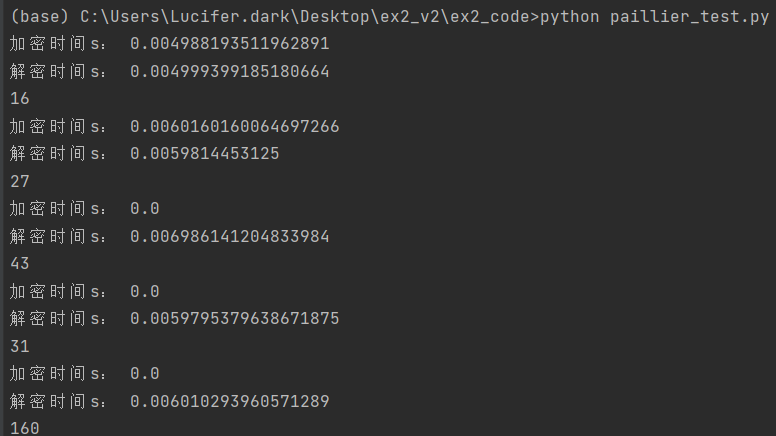 (base) C:\Users\Lucifer.dark\Desktop\ex2_v2\ex2_code>python paillier_test.py
加密时间s： 0.004988193511962891
解密时间s： 0.004999399185180664
16
加密时间s： 0.0060160160064697266
解密时间s： 0.0059814453125
27
加密时间s： 0.0
解密时间s： 0.006986141204833984
43
加密时间s： 0.0
解密时间s： 0.0059795379638671875
31
加密时间s： 0.0
解密时间s： 0.006010293960571289
160